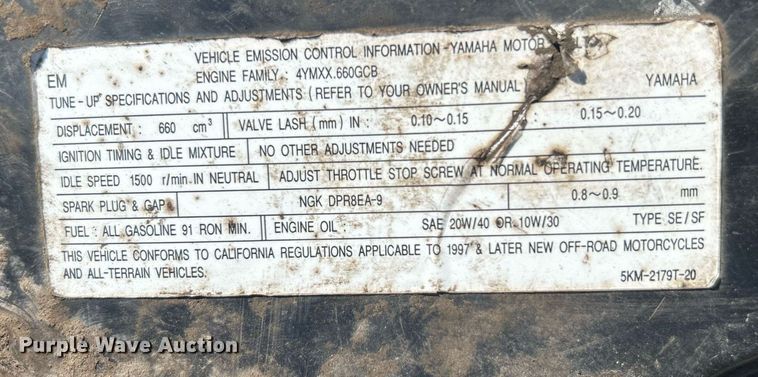 VEHICLE EMISSION CONTROL INFORMATION-YAMAHA MOTOR LTD.
EM ENGINE FAMILY : 4YMXX.660GCB
TUNE-UP SPECIFICATIONS AND ADJUSTMENTS (REFER TO YOUR OWNER'S MANUAL) YAMAHA
DISPLACEMENT : 660 cm³ VALVE LASH (mm) IN : 0.10~0.15 : 0.15~0.20
IGNITION TIMING & IDLE MIXTURE NO OTHER ADJUSTMENTS NEEDED
IDLE SPEED 1500 r/min IN NEUTRAL ADJUST THROTTLE STOP SCREW AT NORMAL OPERATING TEMPERATURE.
SPARK PLUG & GAP NGK DPR8EA-9 0.8~0.9 mm
FUEL : ALL GASOLINE 91 RON MIN. ENGINE OIL : SAE 20W/40 OR 10W/30 TYPE SE/SF
THIS VEHICLE CONFORMS TO CALIFORNIA REGULATIONS APPLICABLE TO 1997 & LATER NEW OFF-ROAD MOTORCYCLES
AND ALL-TERRAIN VEHICLES. 5KM-2179T-20
Purple Wave Auction